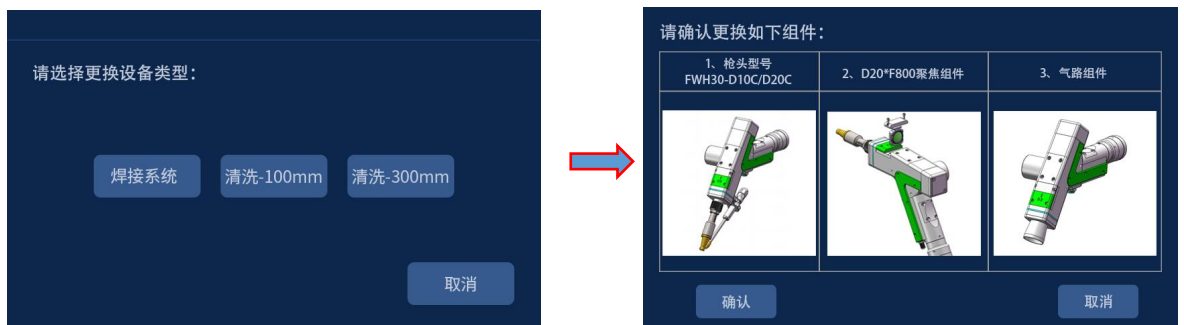 请选择更换设备类型：
焊接系统
清洗-100mm
清洗-300mm
取消
请确认更换如下组件：
1、枪头型号
FWH30-D10C/D20C
2、D20*F800聚焦组件
3、气路组件
确认
取消